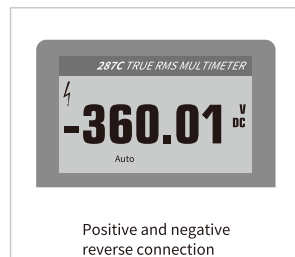 287C TRUE RMS MULTIMETER
-360.01 V
DC
Auto
Positive and negative
reverse connection